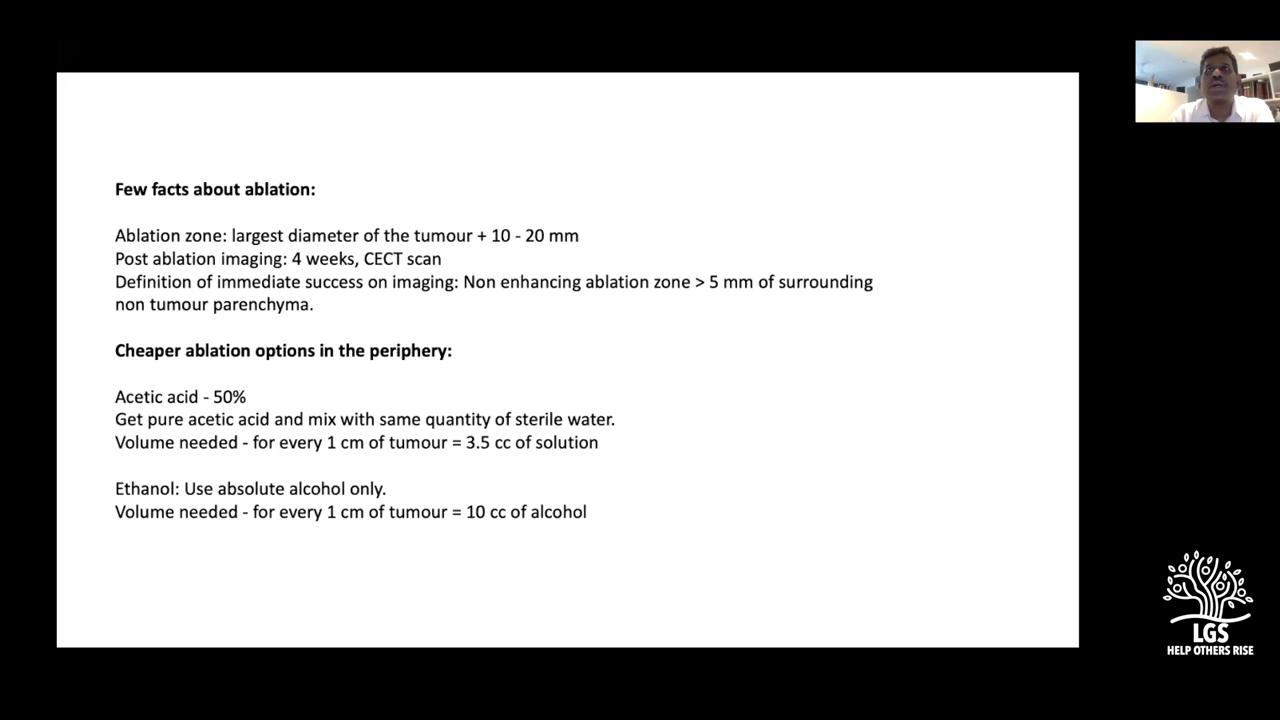 Few facts about ablation:
Ablation zone: largest diameter of the tumour + 10 - 20 mm
Post ablation imaging: 4 weeks, CECT scan
Definition of immediate success on imaging: Non enhancing ablation zone > 5 mm of surrounding
non tumour parenchyma.
Cheaper ablation options in the periphery:
Acetic acid - 50%
Get pure acetic acid and mix with same quantity of sterile water.
Volume needed - for every 1 cm of tumour = 3.5 cc of solution
Ethanol: Use absolute alcohol only.
Volume needed - for every 1 cm of tumour = 10 cc of alcohol
LGS
HELP OTHERS RISE